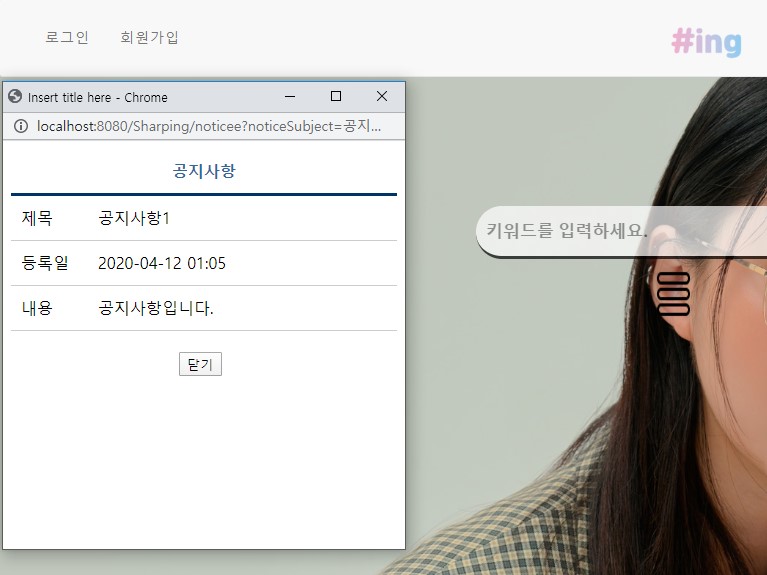 로그인 회원가입
#ing
Insert title here - Chrome
localhost:8080/Sharping/noticee?noticeSubject=공지...
공지사항
제목 공지사항1
등록일 2020-04-12 01:05
내용 공지사항입니다.
닫기
키워드를 입력하세요.